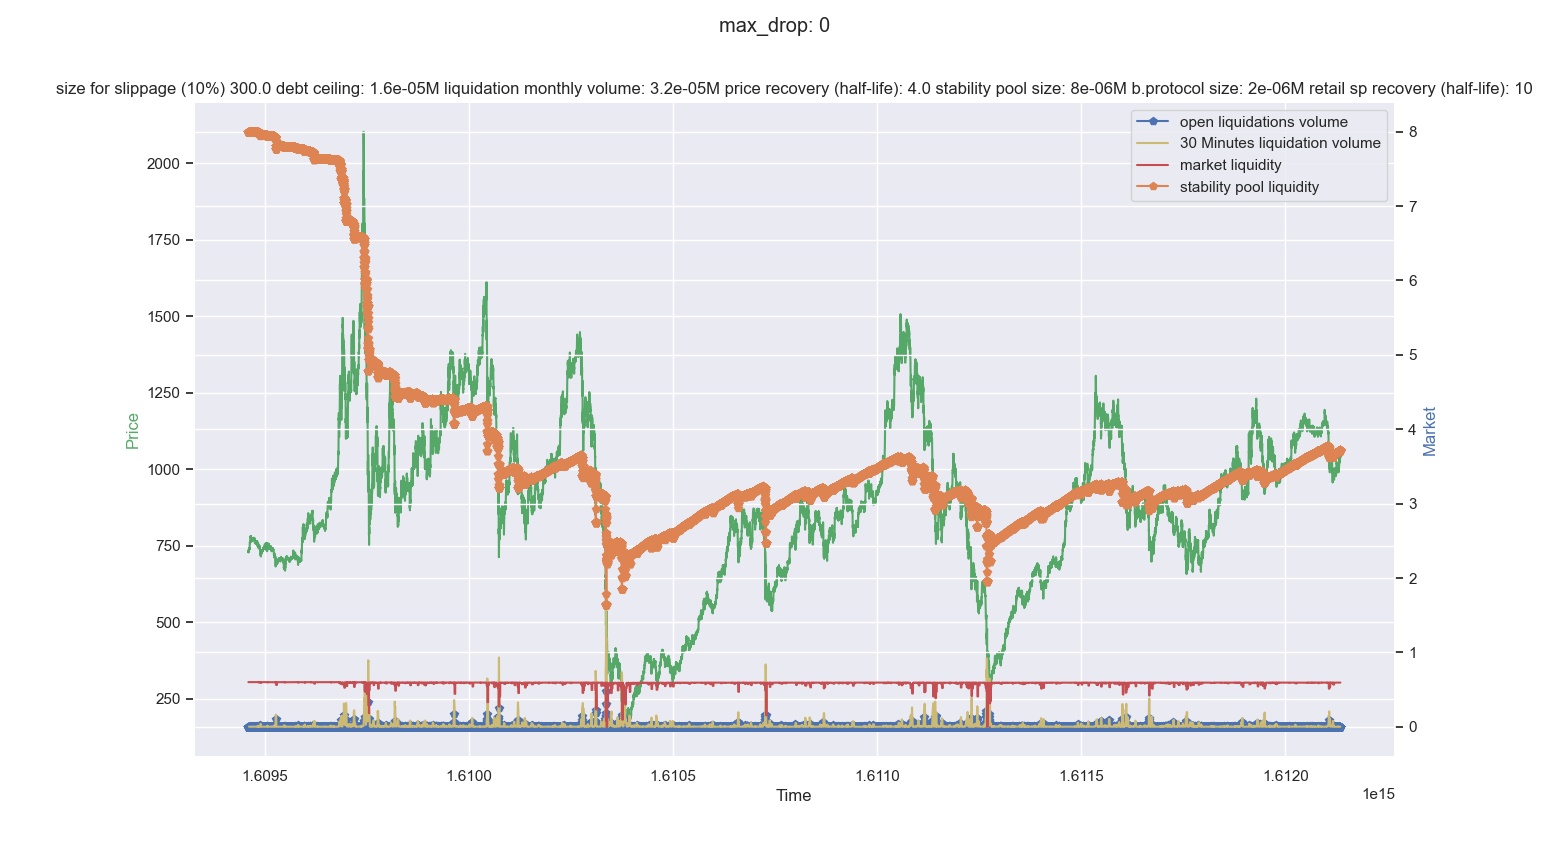 max_drop: 0
size for slippage (10%) 300.0 debt ceiling: 1.6e-05M liquidation monthly volume: 3.2e-05M price recovery (half-life): 4.0 stability pool size: 8e-06M b.protocol size: 2e-06M retail sp recovery (half-life): 10
open liquidations volume
30 Minutes liquidation volume
market liquidity
stability pool liquidity
Price
2000
1750
1500
1250
1000
750
500
250
Market
8
7
6
5
4
3
2
1
0
1.6095 1.6100 1.6105 1.6110 1.6115 1.6120
Time
1e15